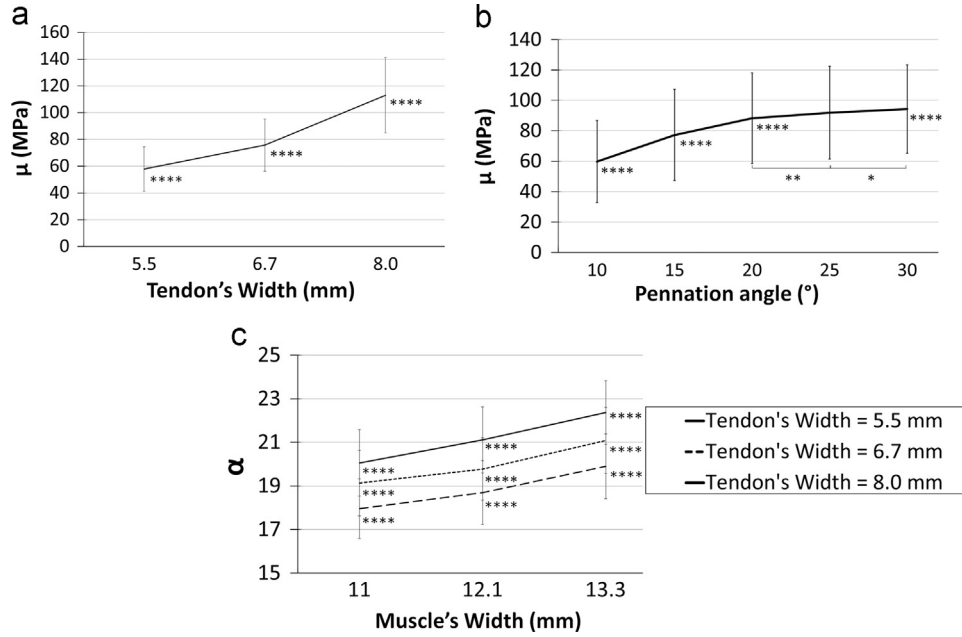 a
160
140
120
100
80
60
40
20
0
μ (MPa)
****
****
****
5.5 6.7 8.0
Tendon's Width (mm)
b
140
120
100
80
60
40
20
0
μ (MPa)
****
****
****
****
** *
10 15 20 25 30
Pennation angle (°)
c
25
23
21
19
17
15
α
**** **** ****
**** **** ****
**** **** ****
11 12.1 13.3
Muscle's Width (mm)
Tendon's Width = 5.5 mm
Tendon's Width = 6.7 mm
Tendon's Width = 8.0 mm